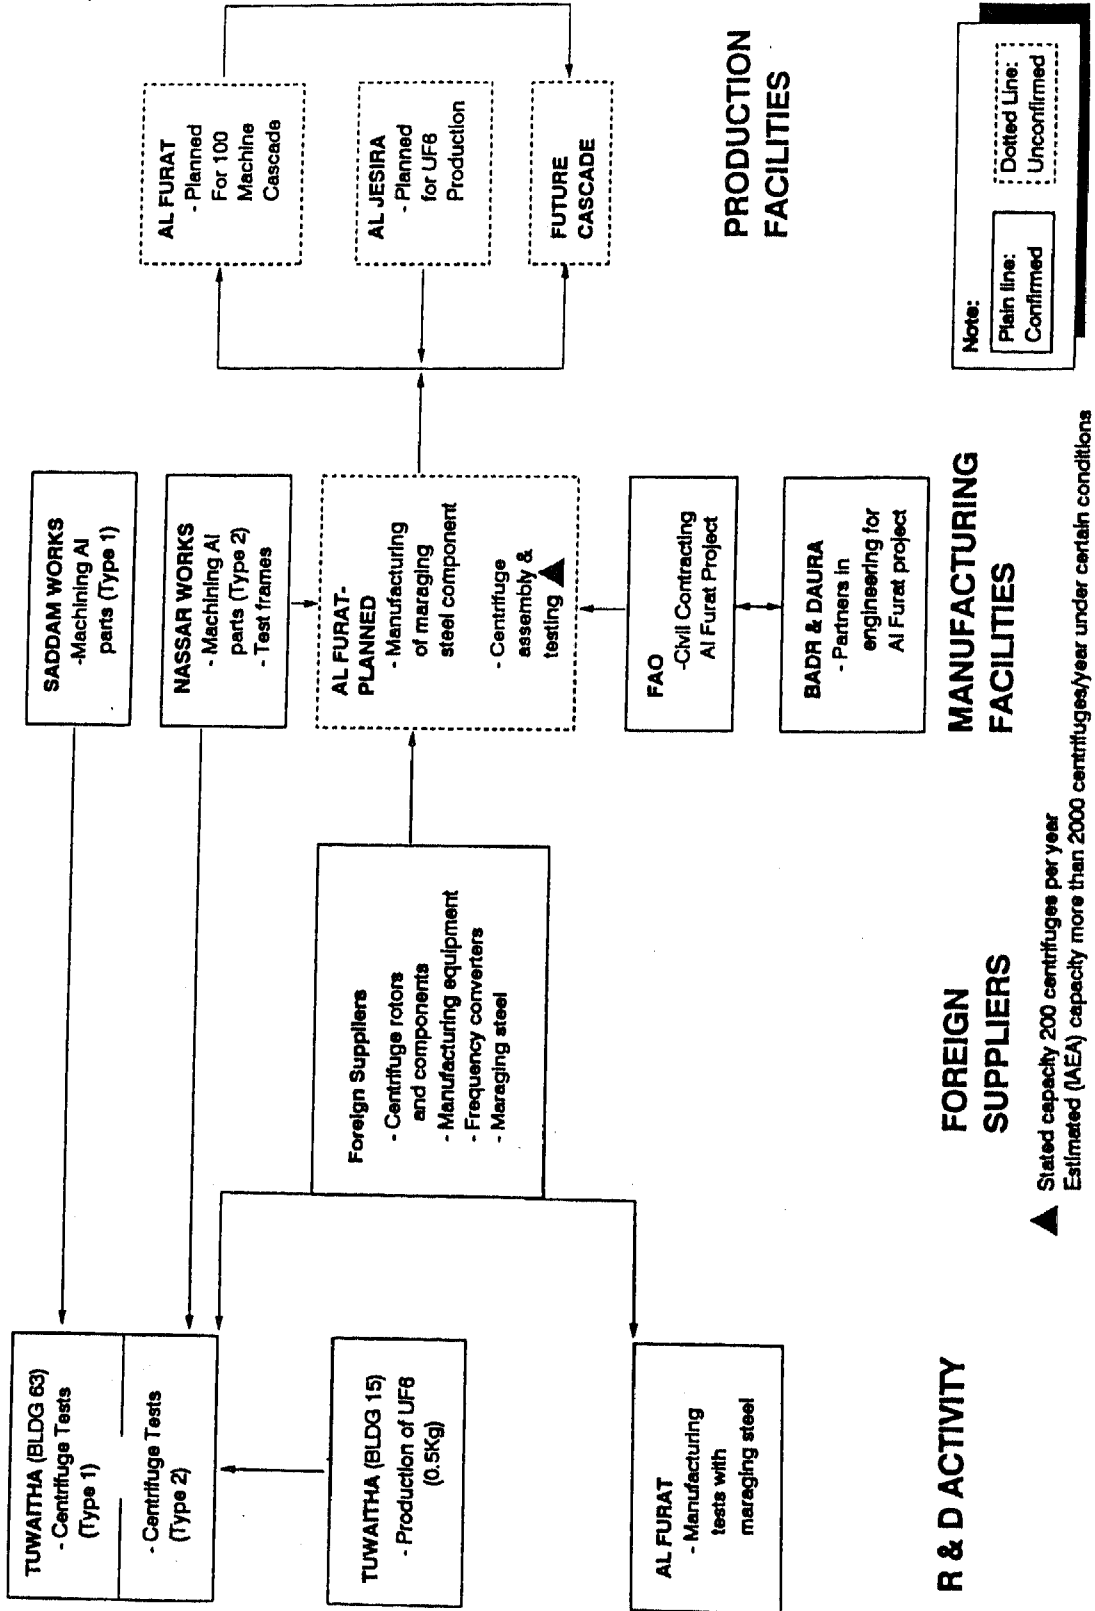 TUWAITHA (BLDG 63)
- Centrifuge Tests
(Type 1)
- Centrifuge Tests
(Type 2)
TUWAITHA (BLDG 15)
- Production of UF6
(0.5Kg)
AL FURAT
- Manufacturing
tests with
maraging steel
R & D ACTIVITY
Foreign Suppliers
- Centrifuge rotors
and components
- Manufacturing equipment
- Frequency converters
- Maraging steel
FOREIGN
SUPPLIERS
SADDAM WORKS
-Machining Al
parts (Type 1)
NASSAR WORKS
- Machining Al
parts (Type 2)
- Test frames
AL FURAT-
PLANNED
- Manufacturing
of maraging
steel component
- Centrifuge
assembly &
testing ▲
FAO
-Civil Contracting
Al Furat Project
BADR & DAURA
- Partners in
engineering for
Al Furat project
MANUFACTURING
FACILITIES
AL FURAT
- Planned
For 100
Machine
Cascade
AL JESIRA
- Planned
for UF6
Production
FUTURE
CASCADE
PRODUCTION
FACILITIES
▲ Stated capacity 200 centrifuges per year
Estimated (IAEA) capacity more than 2000 centrifuges/year under certain conditions
Note:
Plain line:
Confirmed
Dotted Line:
Unconfirmed